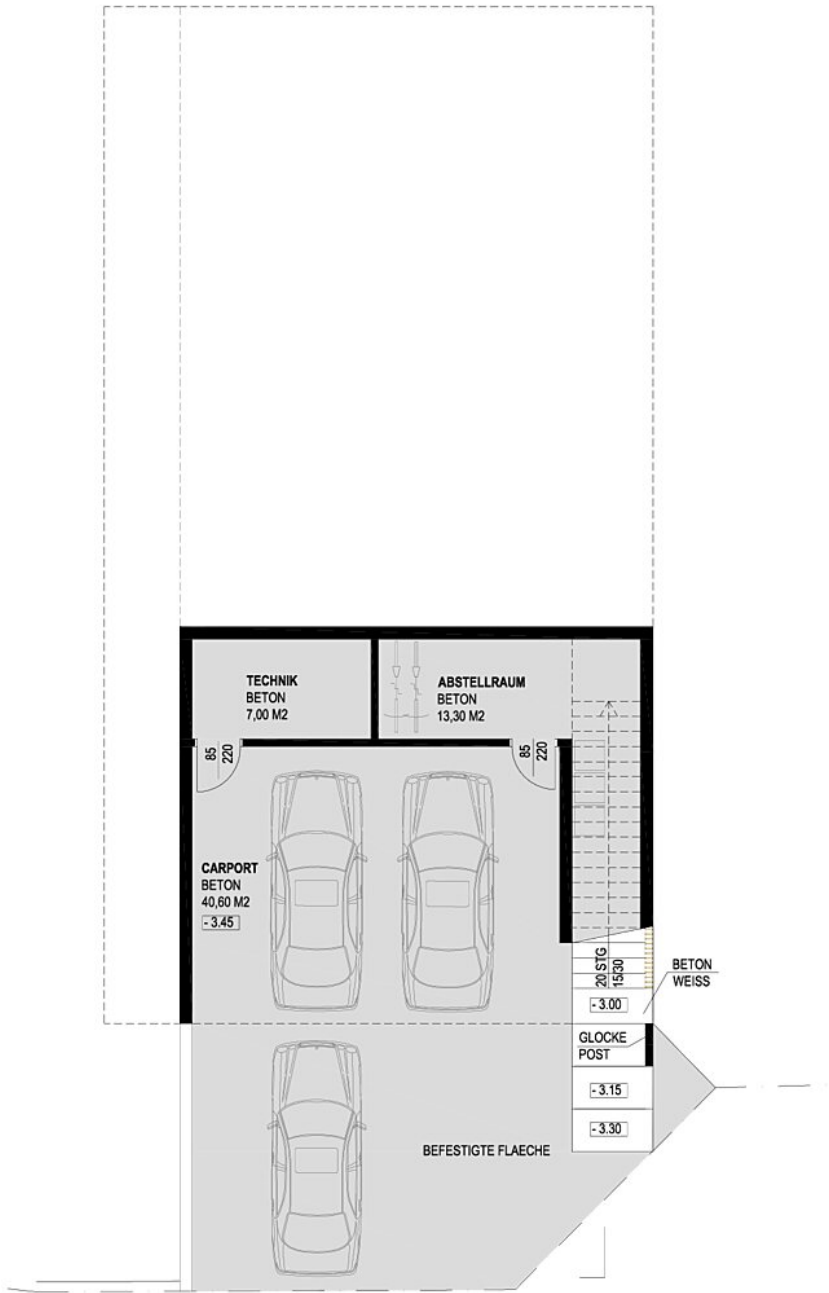 TECHNIK
BETON
7,00 M2
ABSTELLRAUM
BETON
13,30 M2
85
220
85
220
CARPORT
BETON
40,60 M2
- 3.45
20 STG
15/30
BETON
WEISS
- 3.00
GLOCKE
POST
- 3.15
- 3.30
BEFESTIGTE FLAECHE